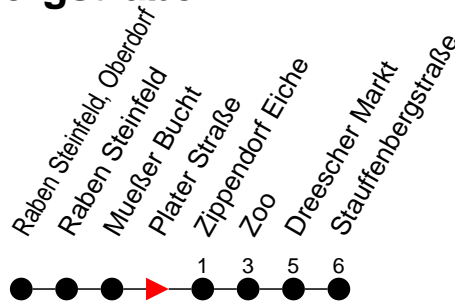 Raben Steinfeld, Oberdorf
Raben Steinfeld
Mueßer Bucht
Plater Straße
Zippendorf Eiche
Zoo
Dreescher Markt
Stauffenbergstraße
1 3 5 6